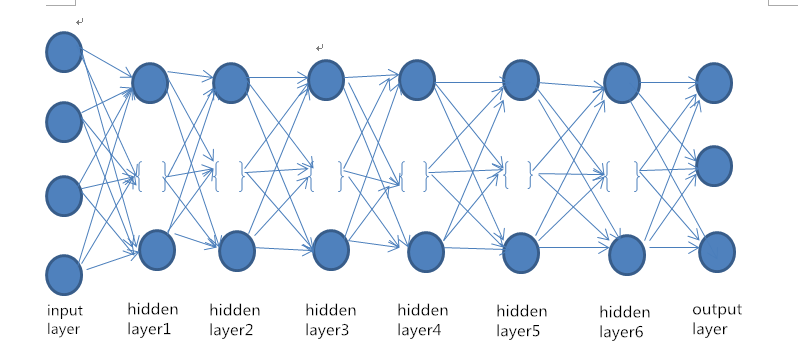 input
layer
hidden
layer1
hidden
layer2
hidden
layer3
hidden
layer4
hidden
layer5
hidden
layer6
output
layer